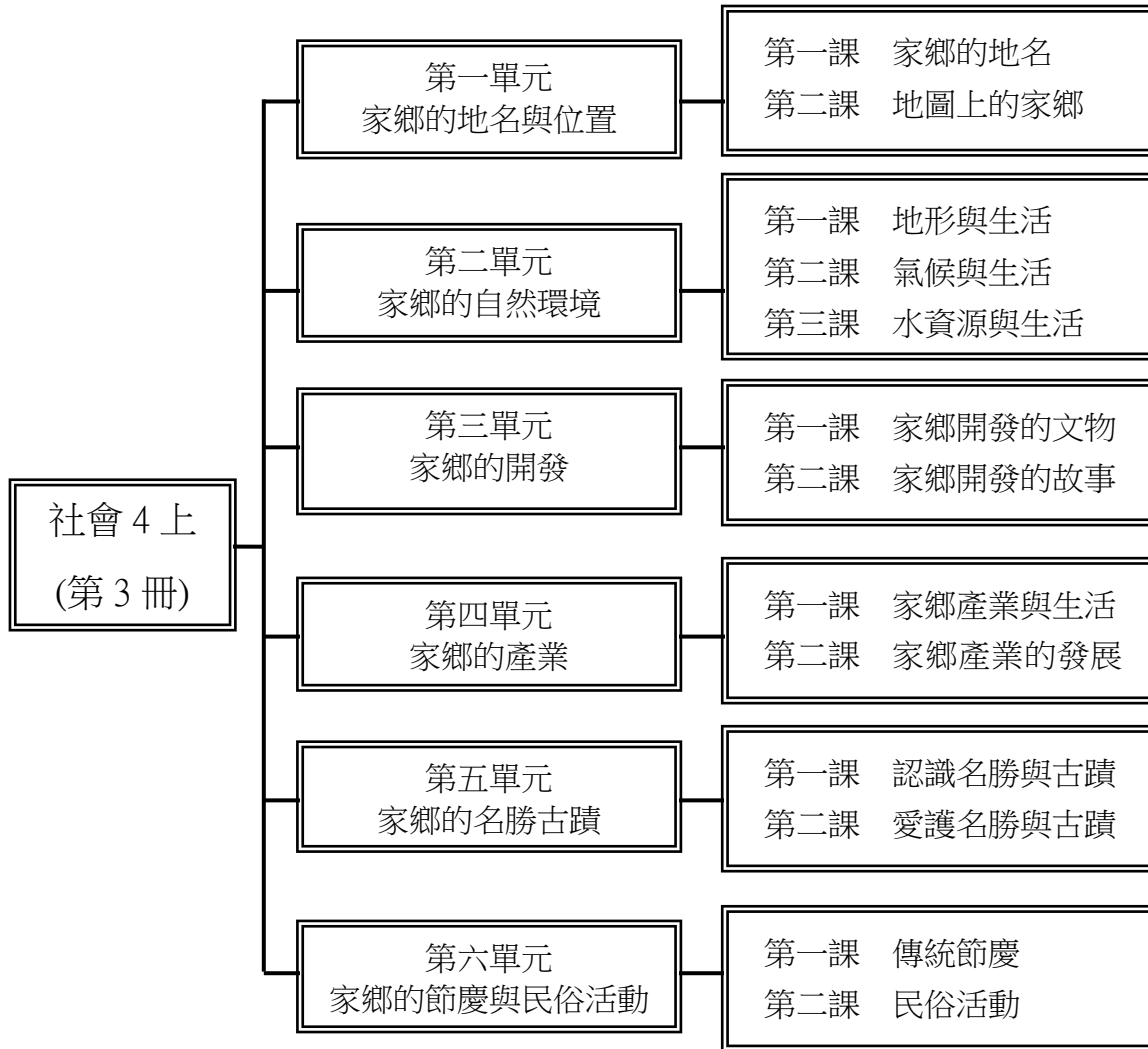 社會 4 上
(第 3 冊)
第一單元
家鄉的地名與位置
第一課　家鄉的地名
第二課　地圖上的家鄉
第二單元
家鄉的自然環境
第一課　地形與生活
第二課　氣候與生活
第三課　水資源與生活
第三單元
家鄉的開發
第一課　家鄉開發的文物
第二課　家鄉開發的故事
第四單元
家鄉的產業
第一課　家鄉產業與生活
第二課　家鄉產業的發展
第五單元
家鄉的名勝古蹟
第一課　認識名勝與古蹟
第二課　愛護名勝與古蹟
第六單元
家鄉的節慶與民俗活動
第一課　傳統節慶
第二課　民俗活動